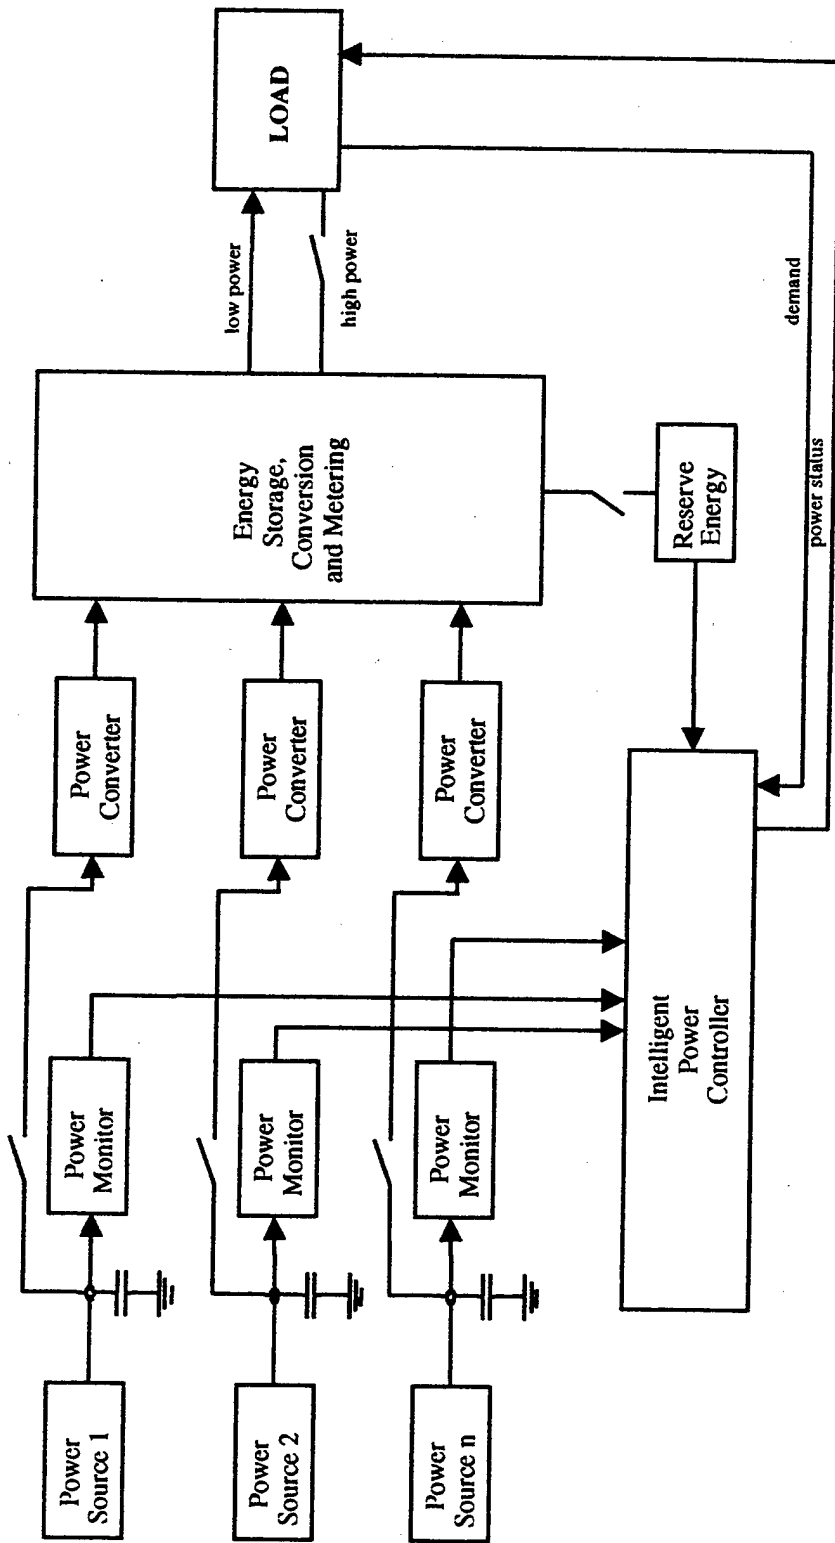 Power
Source 1
Power
Monitor
Power
Converter
Power
Source 2
Power
Monitor
Power
Converter
Power
Source n
Power
Monitor
Power
Converter
Energy
Storage,
Conversion
and Metering
low power
high power
LOAD
Reserve
Energy
Intelligent
Power
Controller
demand
power status